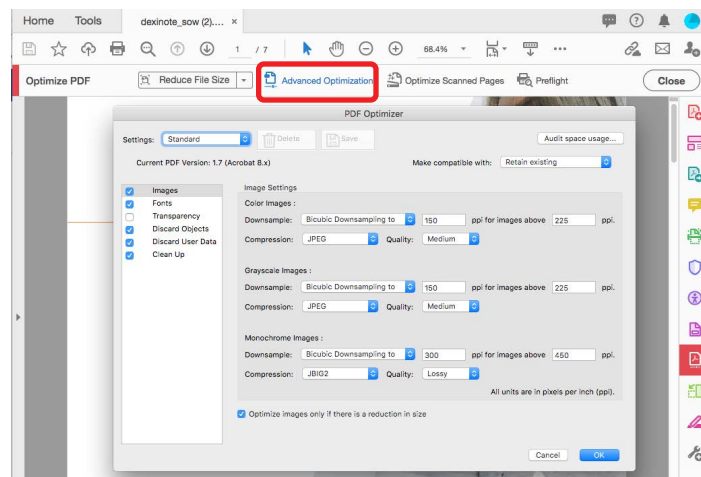 Home Tools dexinote_sow (2).... ×
1 / 7 68.4%
Optimize PDF Reduce File Size Advanced Optimization Optimize Scanned Pages Preflight Close
PDF Optimizer
Settings: Standard Delete Save Audit space usage...
Current PDF Version: 1.7 (Acrobat 8.x) Make compatible with: Retain existing
Images
Fonts
Transparency
Discard Objects
Discard User Data
Clean Up
Image Settings
Color Images :
Downsample: Bicubic Downsampling to 150 ppi for images above 225 ppi.
Compression: JPEG Quality: Medium
Grayscale Images :
Downsample: Bicubic Downsampling to 150 ppi for images above 225 ppi.
Compression: JPEG Quality: Medium
Monochrome Images :
Downsample: Bicubic Downsampling to 300 ppi for images above 450 ppi.
Compression: JBIG2 Quality: Lossy
All units are in pixels per inch (ppi).
Optimize images only if there is a reduction in size
Cancel OK